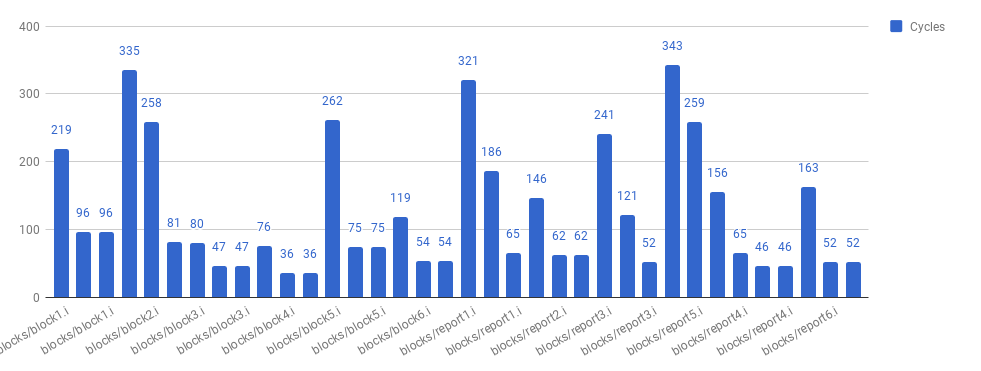 400
300
200
100
0
219
96
96
335
258
81
80
47
47
76
36
36
262
75
75
119
54
54
321
186
65
146
62
62
241
121
52
343
259
156
65
46
46
163
52
52
blocks/block1.i
blocks/block1.i
blocks/block2.i
blocks/block3.i
blocks/block3.i
blocks/block4.i
blocks/block5.i
blocks/block5.i
blocks/block6.i
blocks/report1.i
blocks/report1.i
blocks/report2.i
blocks/report3.i
blocks/report3.i
blocks/report5.i
blocks/report4.i
blocks/report4.i
blocks/report6.i
Cycles